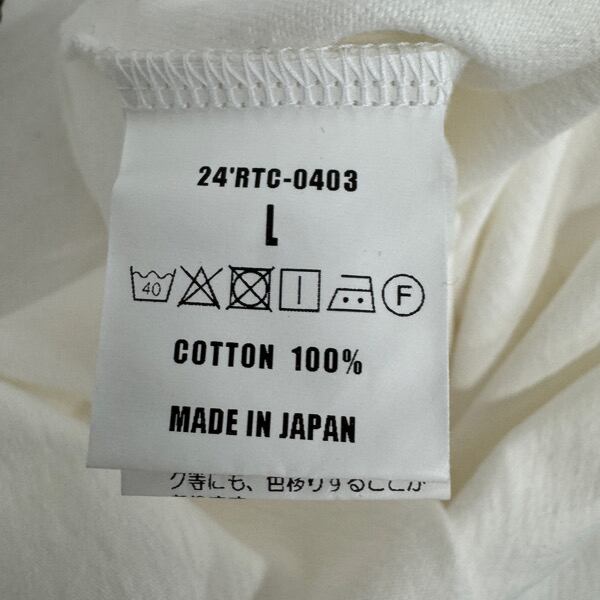 24'RTC-0403
L
40 F
COTTON 100%
MADE IN JAPAN
ク等にも、色移りすることが